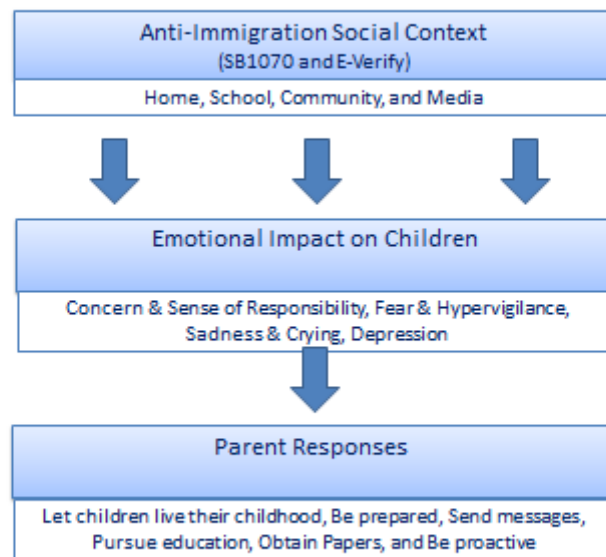 Anti-Immigration Social Context
(SB1070 and E-Verify)
Home, School, Community, and Media
Emotional Impact on Children
Concern & Sense of Responsibility, Fear & Hypervigilance,
Sadness & Crying, Depression
Parent Responses
Let children live their childhood, Be prepared, Send messages,
Pursue education, Obtain Papers, and Be proactive